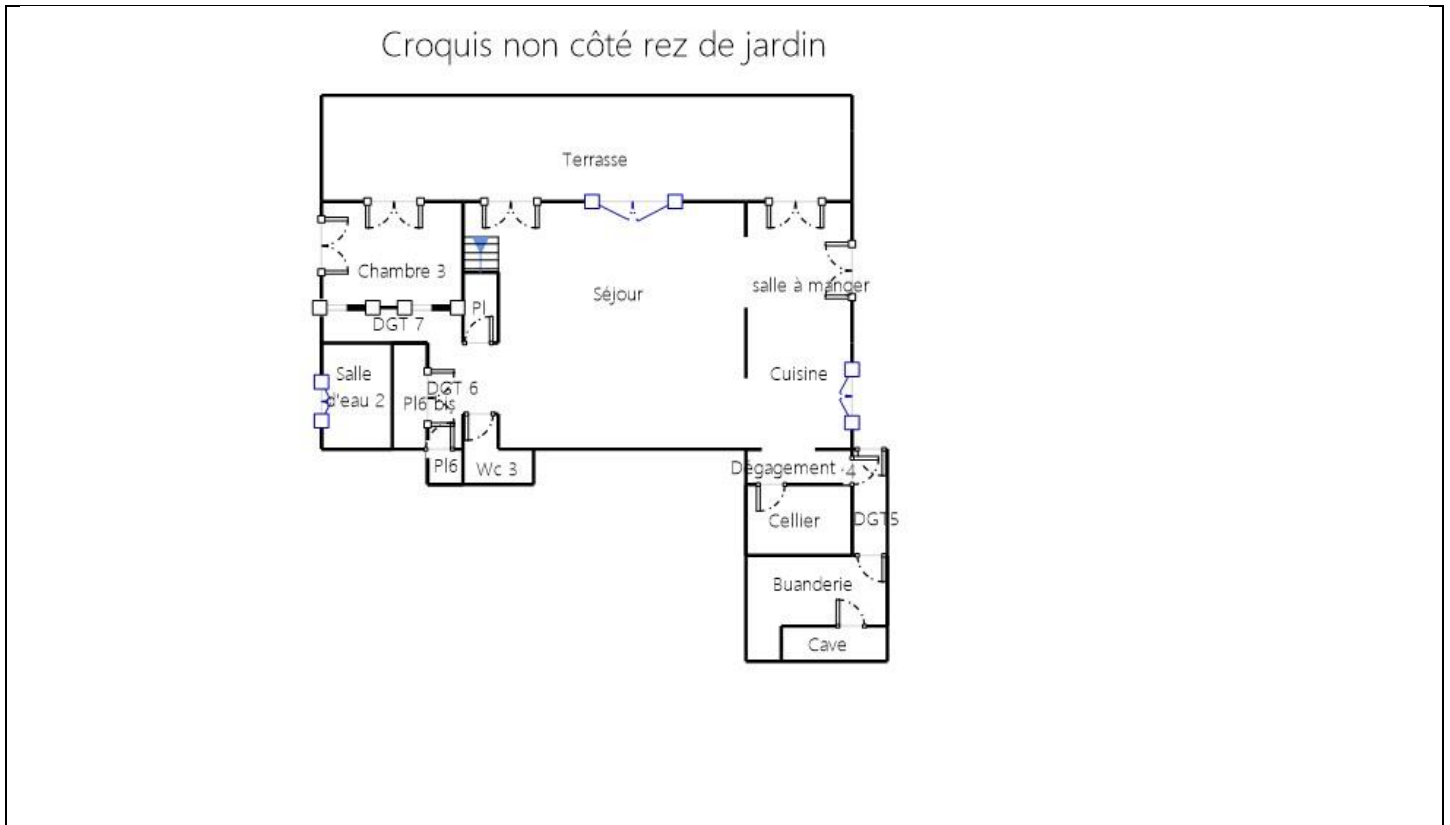 Croquis non côté rez de jardin
Terrasse
Chambre 3
Pl
Séjour
salle à manger
DGT 7
Salle
d'eau 2
DGT 6
Pl6 bis
Cuisine
Pl6
Wc 3
Dégagement 4
Cellier
DGT5
Buanderie
Cave